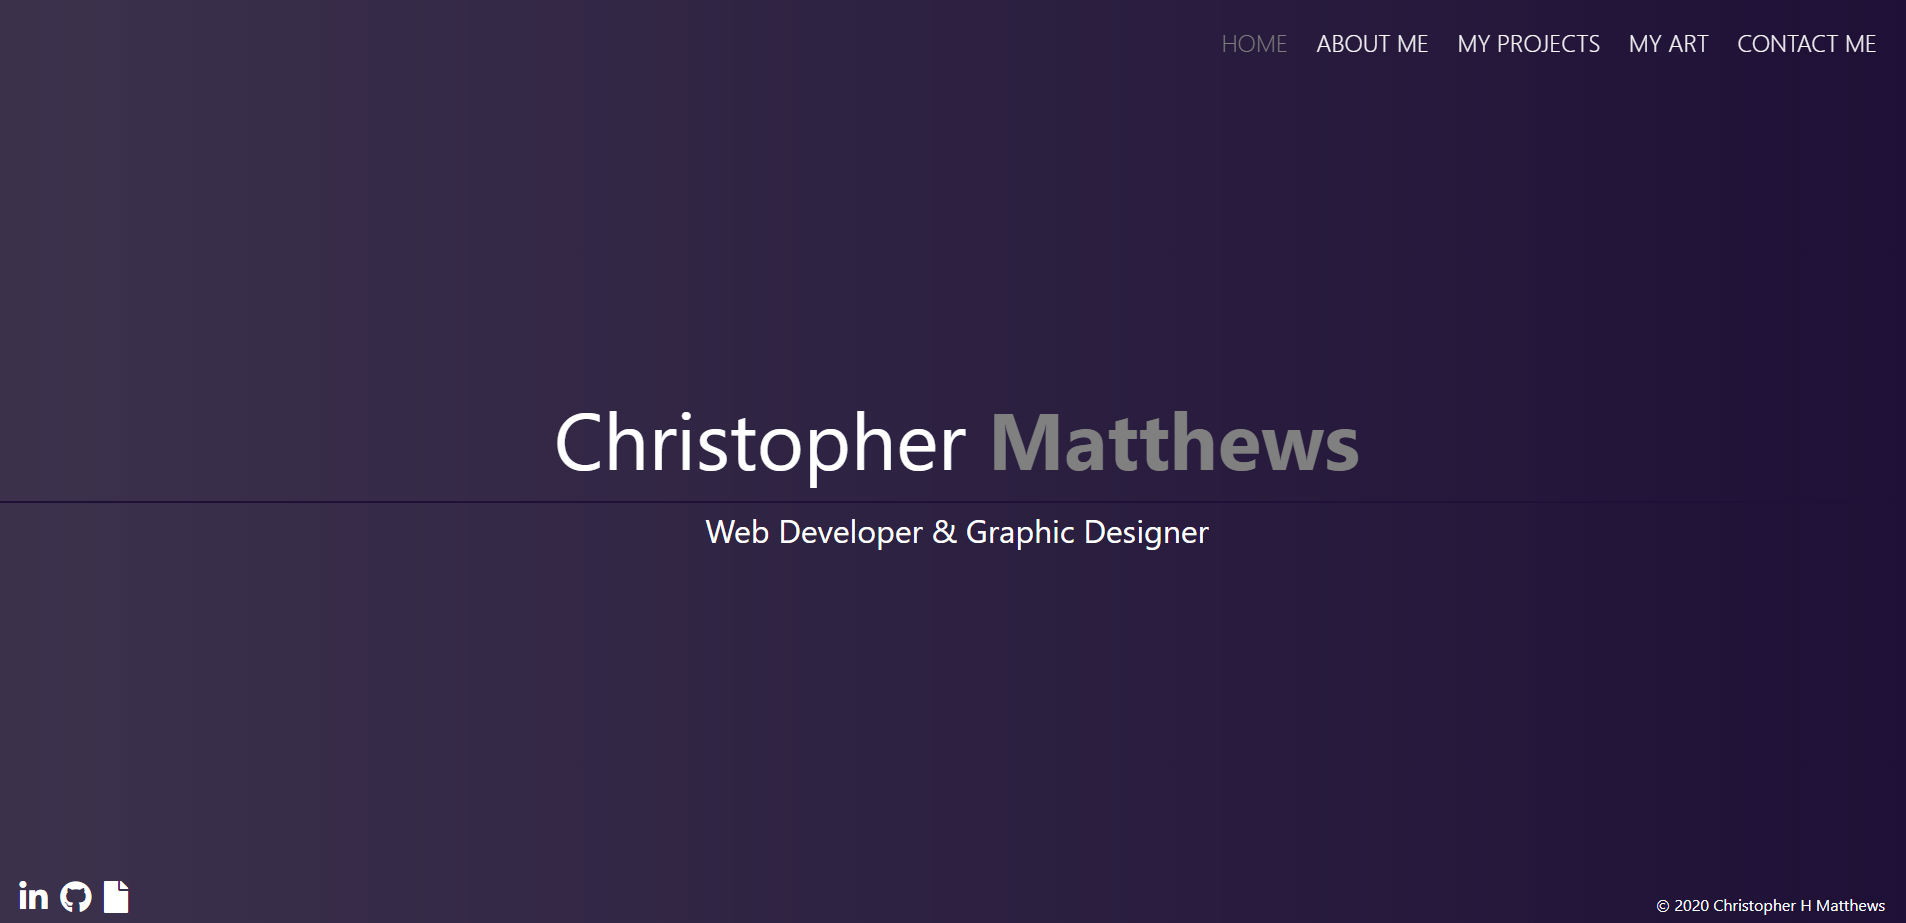 HOME ABOUT ME MY PROJECTS MY ART CONTACT ME
Christopher Matthews
Web Developer & Graphic Designer
in
© 2020 Christopher H Matthews